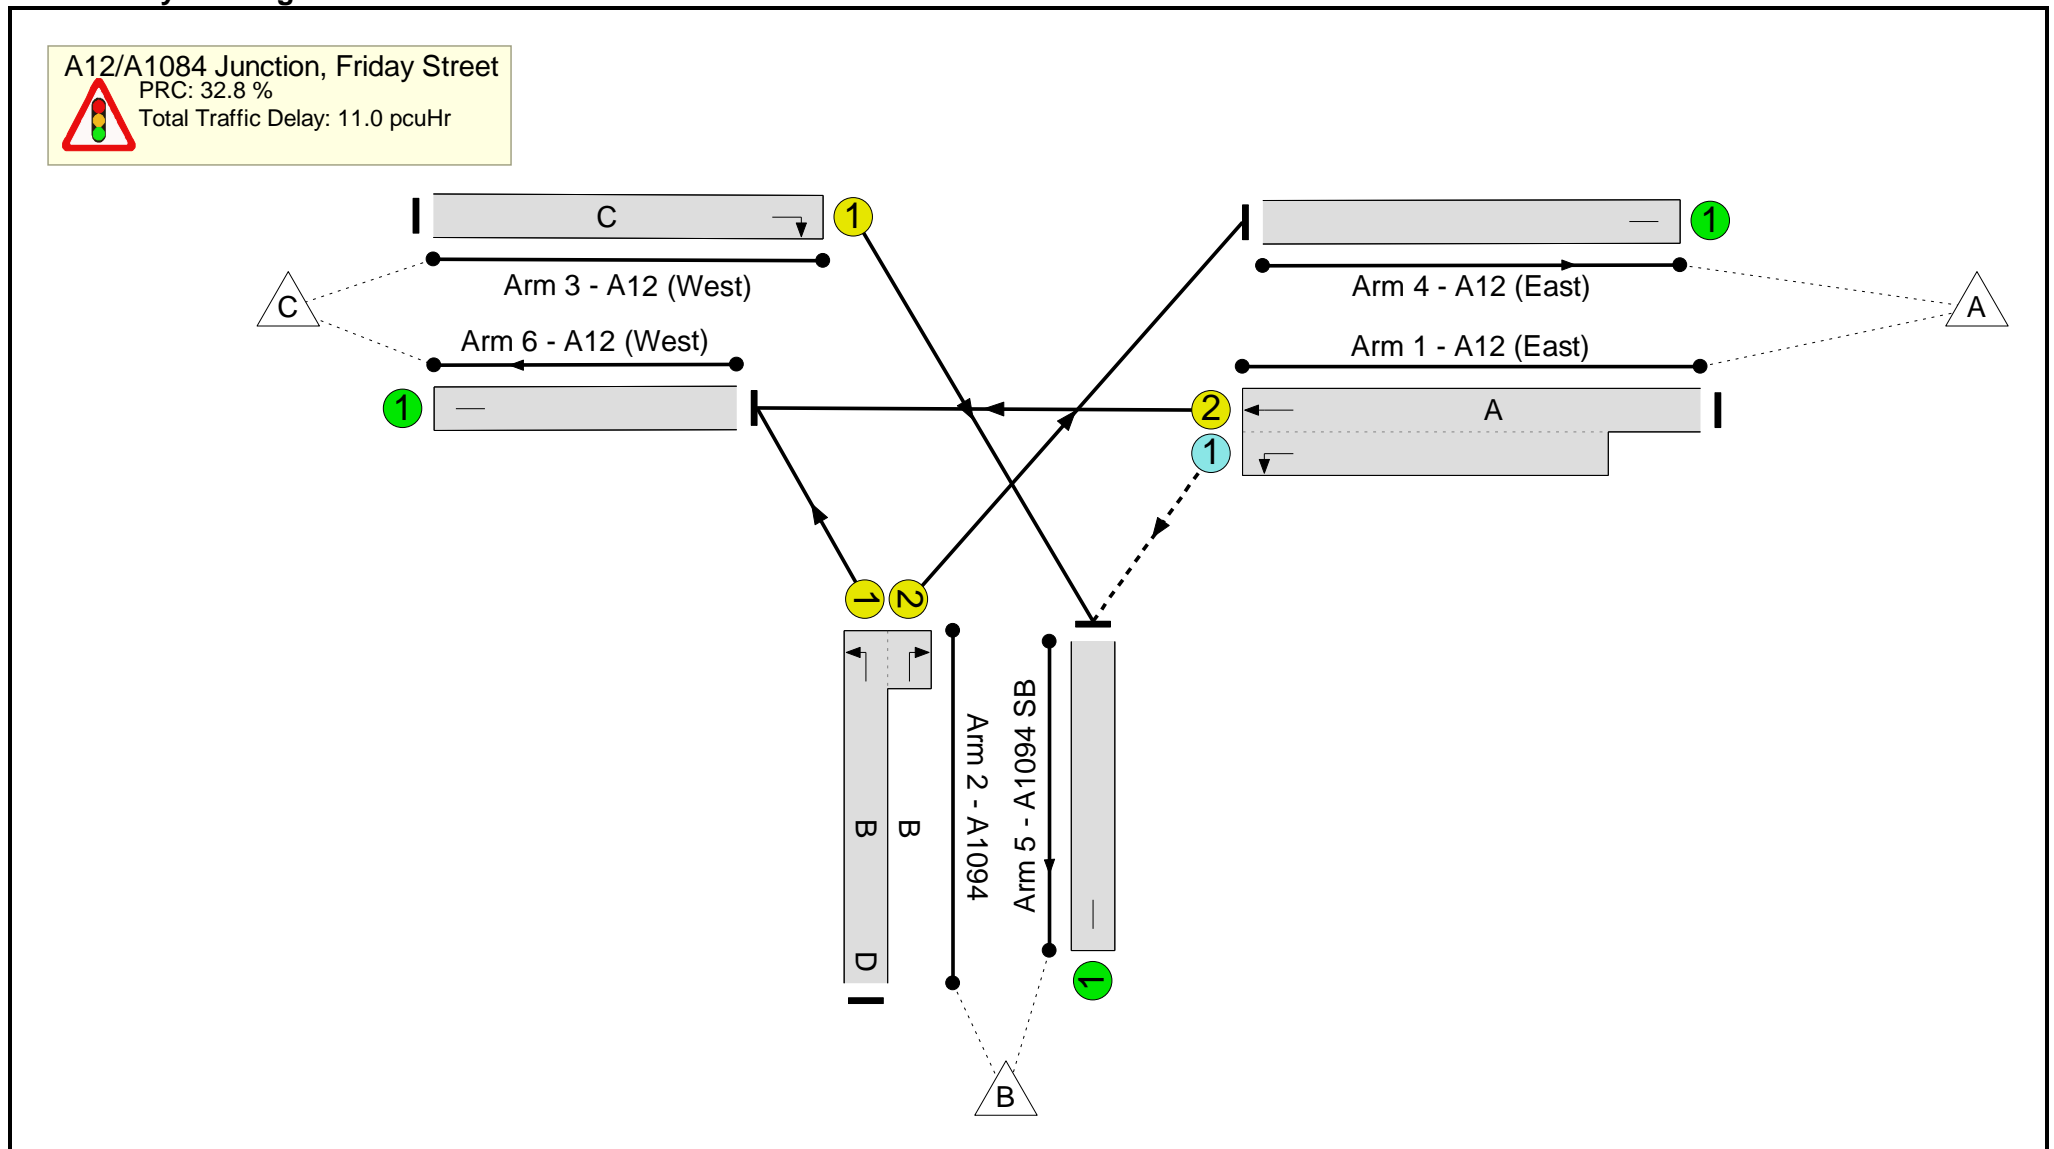 A12/A1084 Junction, Friday Street
PRC: 32.8 %
Total Traffic Delay: 11.0 pcuHr
C
1
1
Arm 3 - A12 (West)
Arm 4 - A12 (East)
C
A
Arm 6 - A12 (West)
Arm 1 - A12 (East)
1
2
A
1
1
2
Arm 2 - A1094
Arm 5 - A1094 SB
B
B
D
1
B